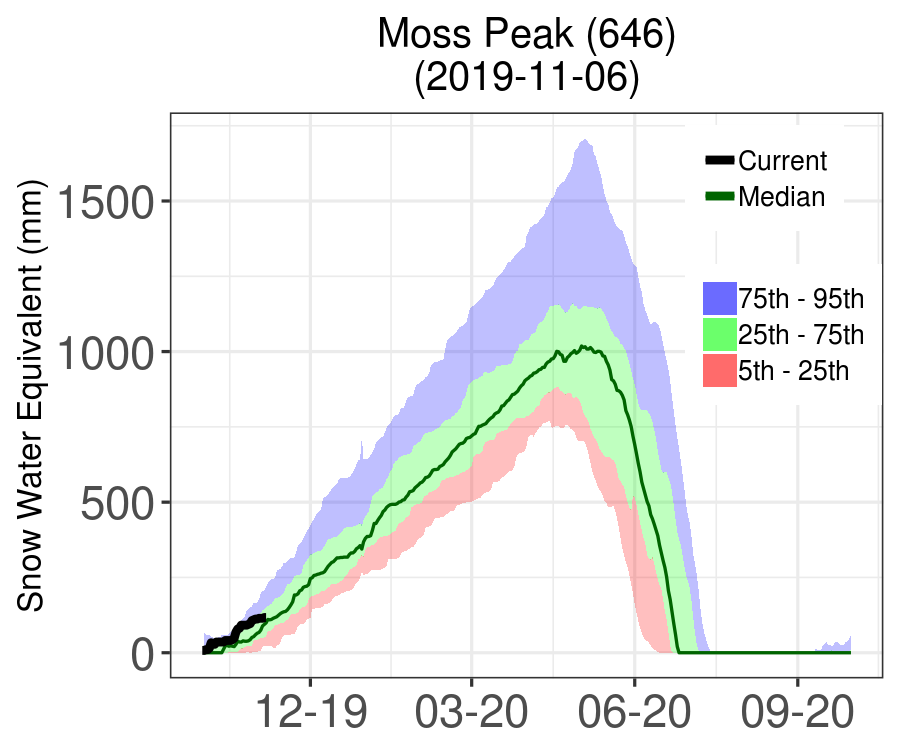 Moss Peak (646)
(2019-11-06)
Snow Water Equivalent (mm)
1500
1000
500
0
12-19
03-20
06-20
09-20
Current
Median
75th - 95th
25th - 75th
5th - 25th